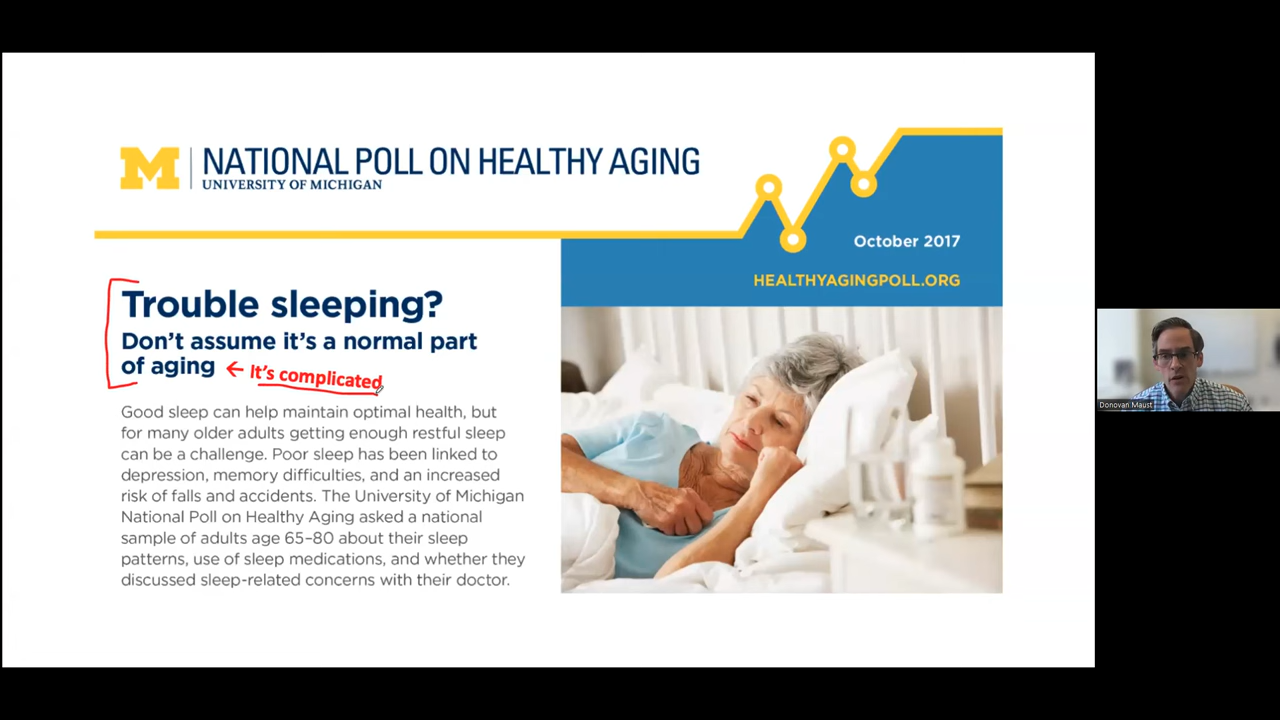 M
NATIONAL POLL ON HEALTHY AGING
UNIVERSITY OF MICHIGAN
October 2017
HEALTHYAGINGPOLL.ORG
Trouble sleeping?
Don't assume it's a normal part
of aging ← It's complicated
Good sleep can help maintain optimal health, but
for many older adults getting enough restful sleep
can be a challenge. Poor sleep has been linked to
depression, memory difficulties, and an increased
risk of falls and accidents. The University of Michigan
National Poll on Healthy Aging asked a national
sample of adults age 65–80 about their sleep
patterns, use of sleep medications, and whether they
discussed sleep-related concerns with their doctor.
Donovan Maust